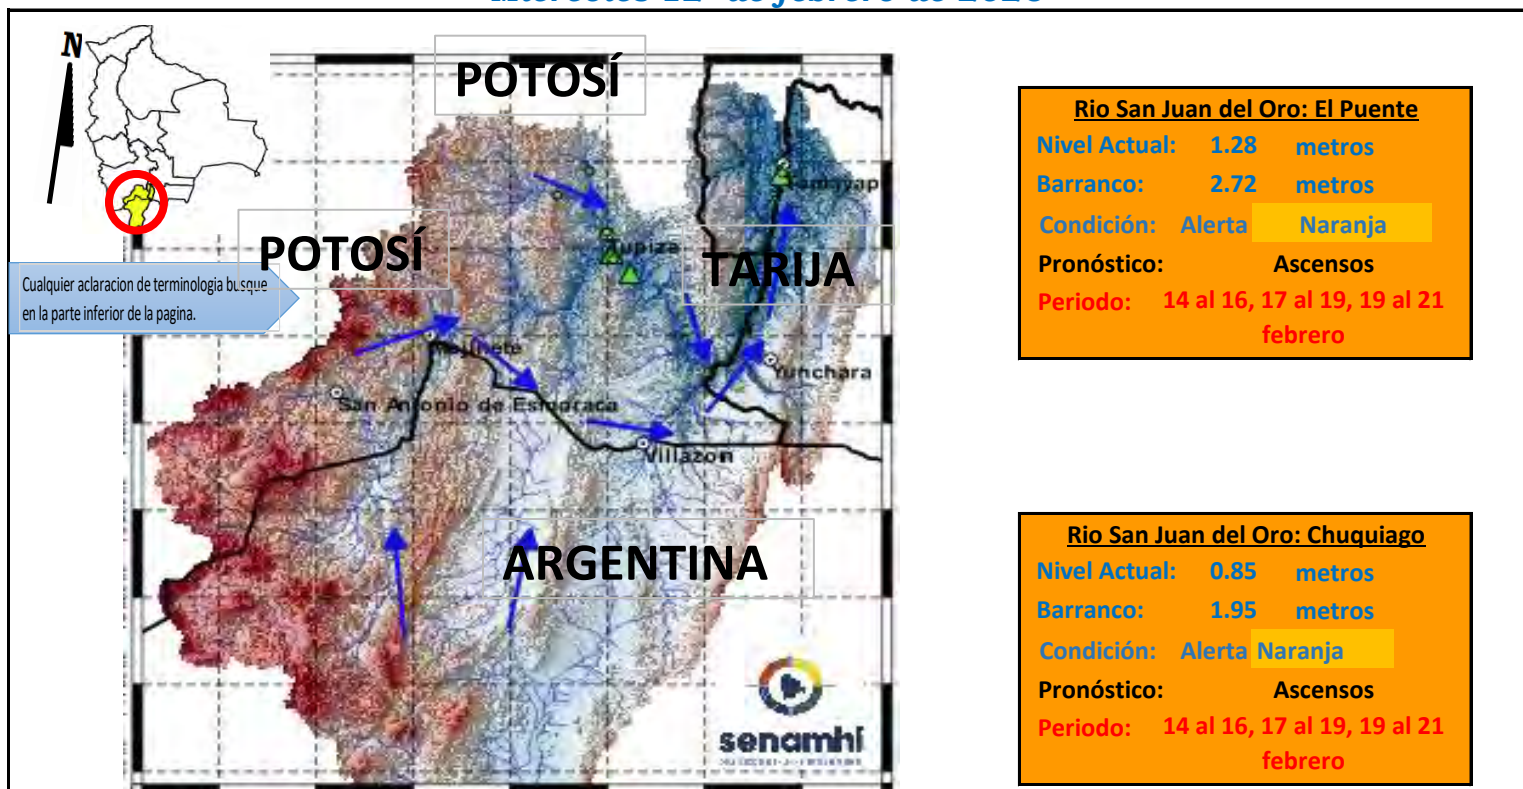 N
POTOSÍ
POTOSÍ
TARIJA
ARGENTINA
Cualquier aclaracion de terminologia busque
en la parte inferior de la pagina.
Tupiza
San Antonio de Esmoraca
Yunchara
Villazon
senamhi
Rio San Juan del Oro: El Puente
Nivel Actual: 1.28 metros
Barranco: 2.72 metros
Condición: Alerta Naranja
Pronóstico: Ascensos
Periodo: 14 al 16, 17 al 19, 19 al 21
febrero
Rio San Juan del Oro: Chuquiago
Nivel Actual: 0.85 metros
Barranco: 1.95 metros
Condición: Alerta Naranja
Pronóstico: Ascensos
Periodo: 14 al 16, 17 al 19, 19 al 21
febrero